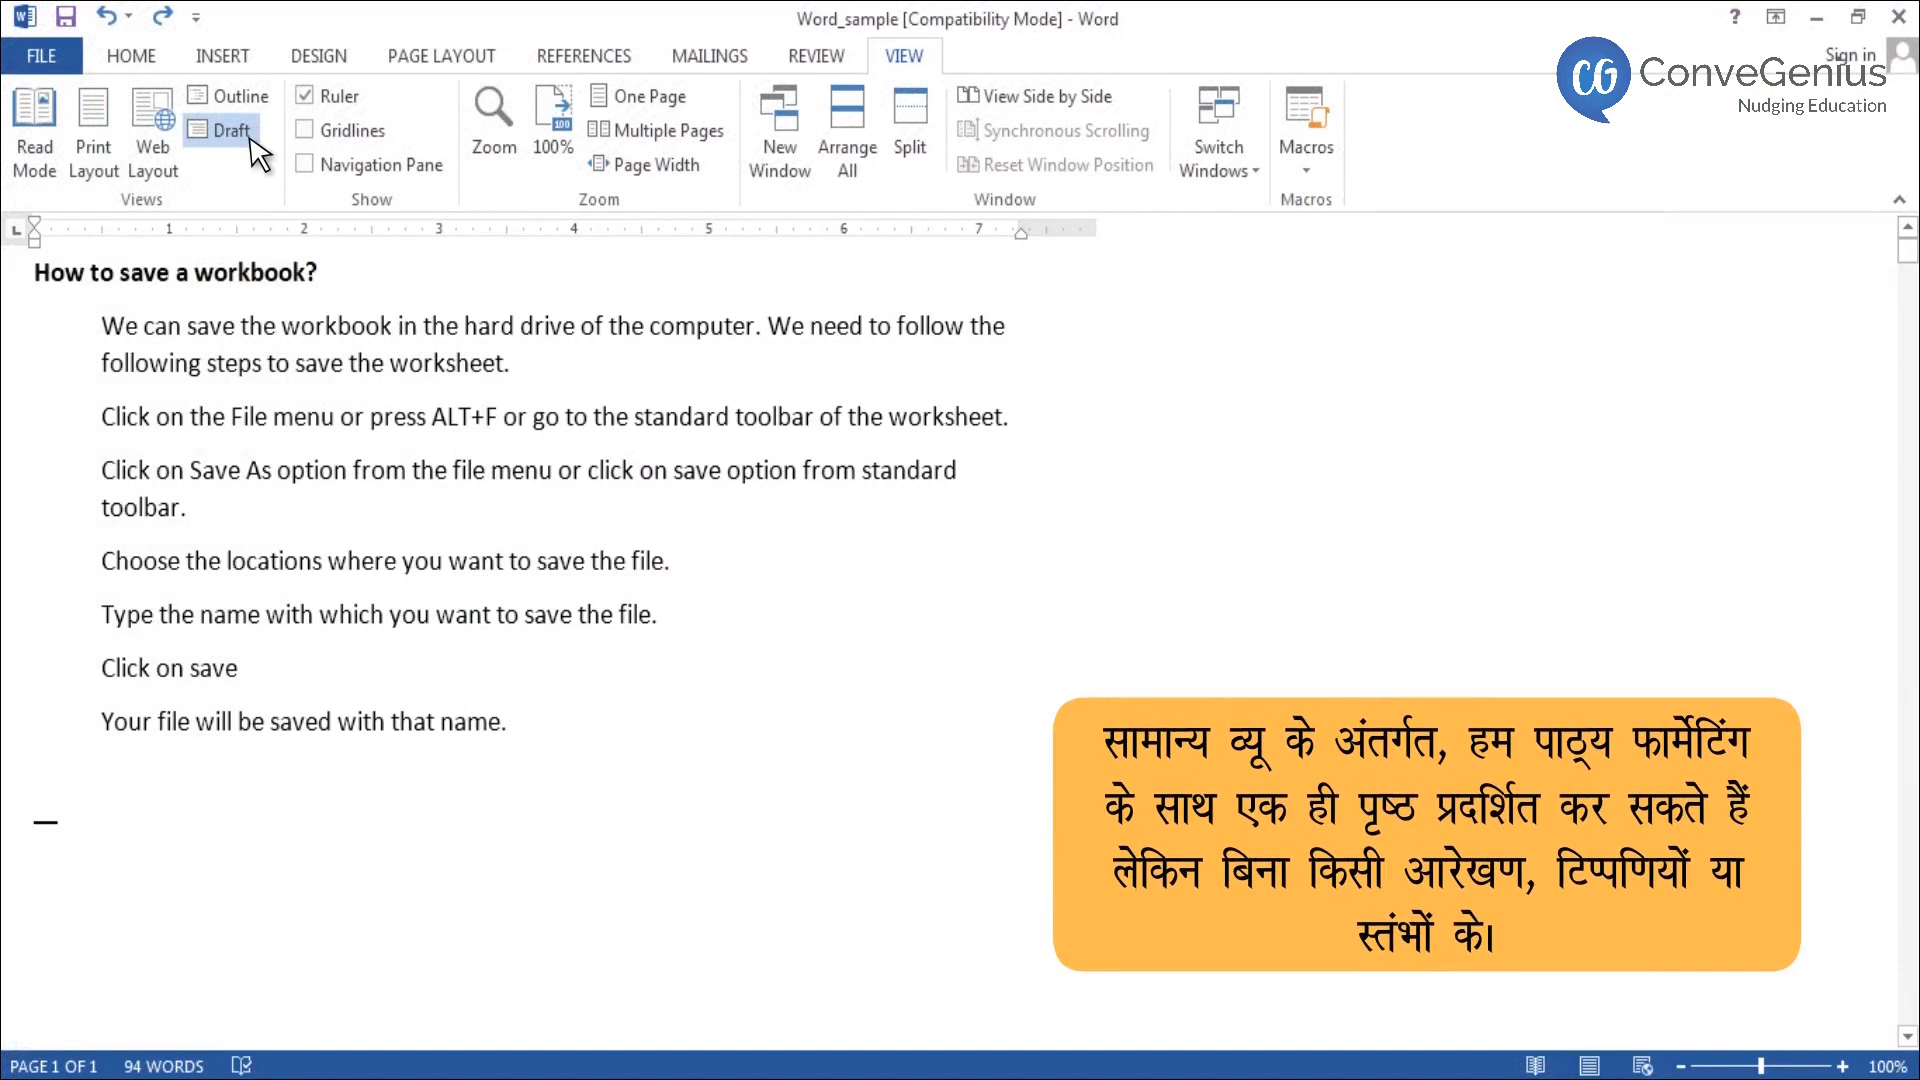 Word_sample [Compatibility Mode] - Word
?
FILE HOME INSERT DESIGN PAGE LAYOUT REFERENCES MAILINGS REVIEW VIEW
Sign in
CG ConveGenius
Nudging Education
Read Mode
Print Layout
Web Layout
Outline
Draft
Views
Ruler
Gridlines
Navigation Pane
Show
Zoom
100
100%
One Page
Multiple Pages
Page Width
Zoom
New Window
Arrange All
Split
View Side by Side
Synchronous Scrolling
Reset Window Position
Switch Windows
Window
Macros
Macros
1 2 3 4 5 6 7
How to save a workbook?
We can save the workbook in the hard drive of the computer. We need to follow the
following steps to save the worksheet.
Click on the File menu or press ALT+F or go to the standard toolbar of the worksheet.
Click on Save As option from the file menu or click on save option from standard
toolbar.
Choose the locations where you want to save the file.
Type the name with which you want to save the file.
Click on save
Your file will be saved with that name.
सामान्य व्यू के अंतर्गत, हम पाठ्य फार्मेटिंग
के साथ एक ही पृष्ठ प्रदर्शित कर सकते हैं
लेकिन बिना किसी आरेखण, टिप्पणियों या
स्तंभों के।
PAGE 1 OF 1 94 WORDS
100%